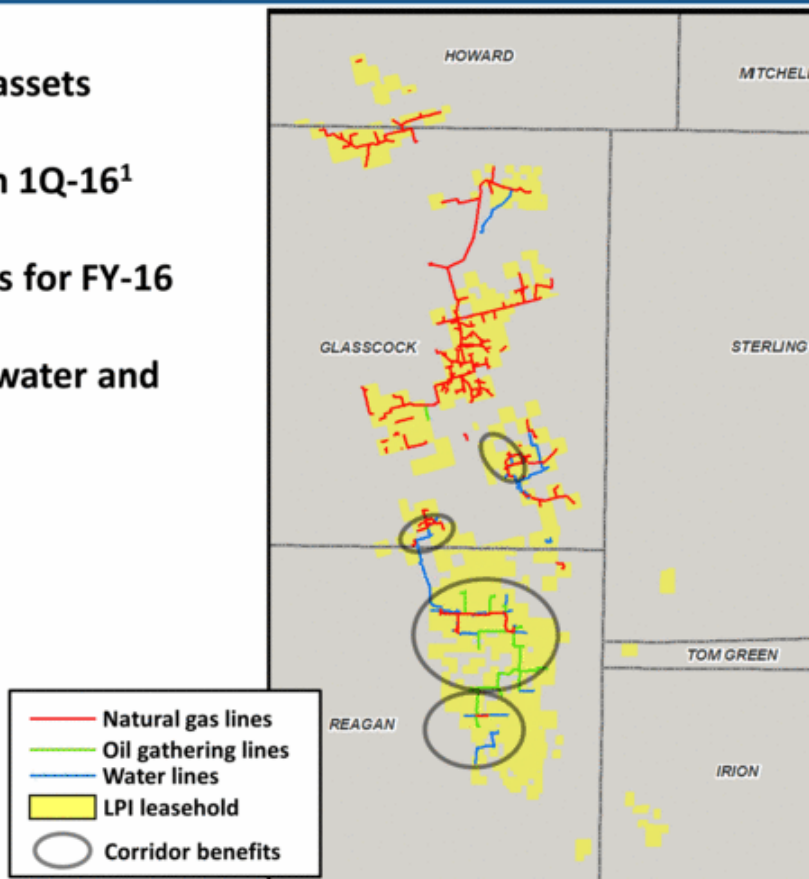 assets
1Q-16¹
for FY-16
water and
HOWARD
GLASSCOCK
STERLING
TOM GREEN
REAGAN
IRION
Natural gas lines
Oil gathering lines
Water lines
LPI leasehold
Corridor benefits